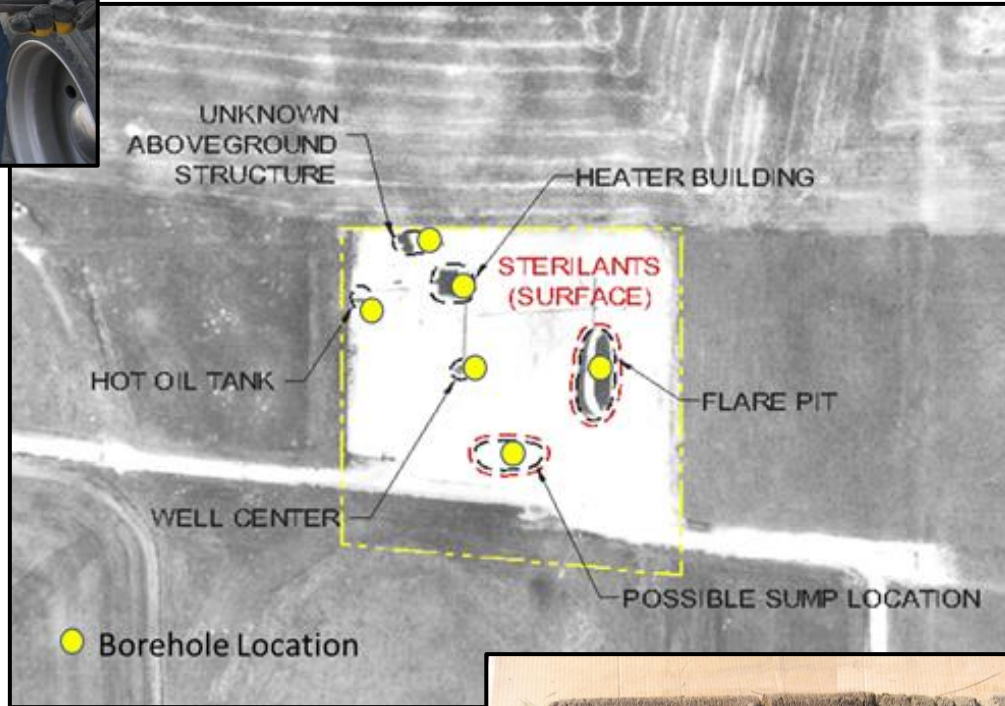 UNKNOWN
ABOVEGROUND
STRUCTURE
HEATER BUILDING
STERILANTS
(SURFACE)
HOT OIL TANK
FLARE PIT
WELL CENTER
POSSIBLE SUMP LOCATION
Borehole Location